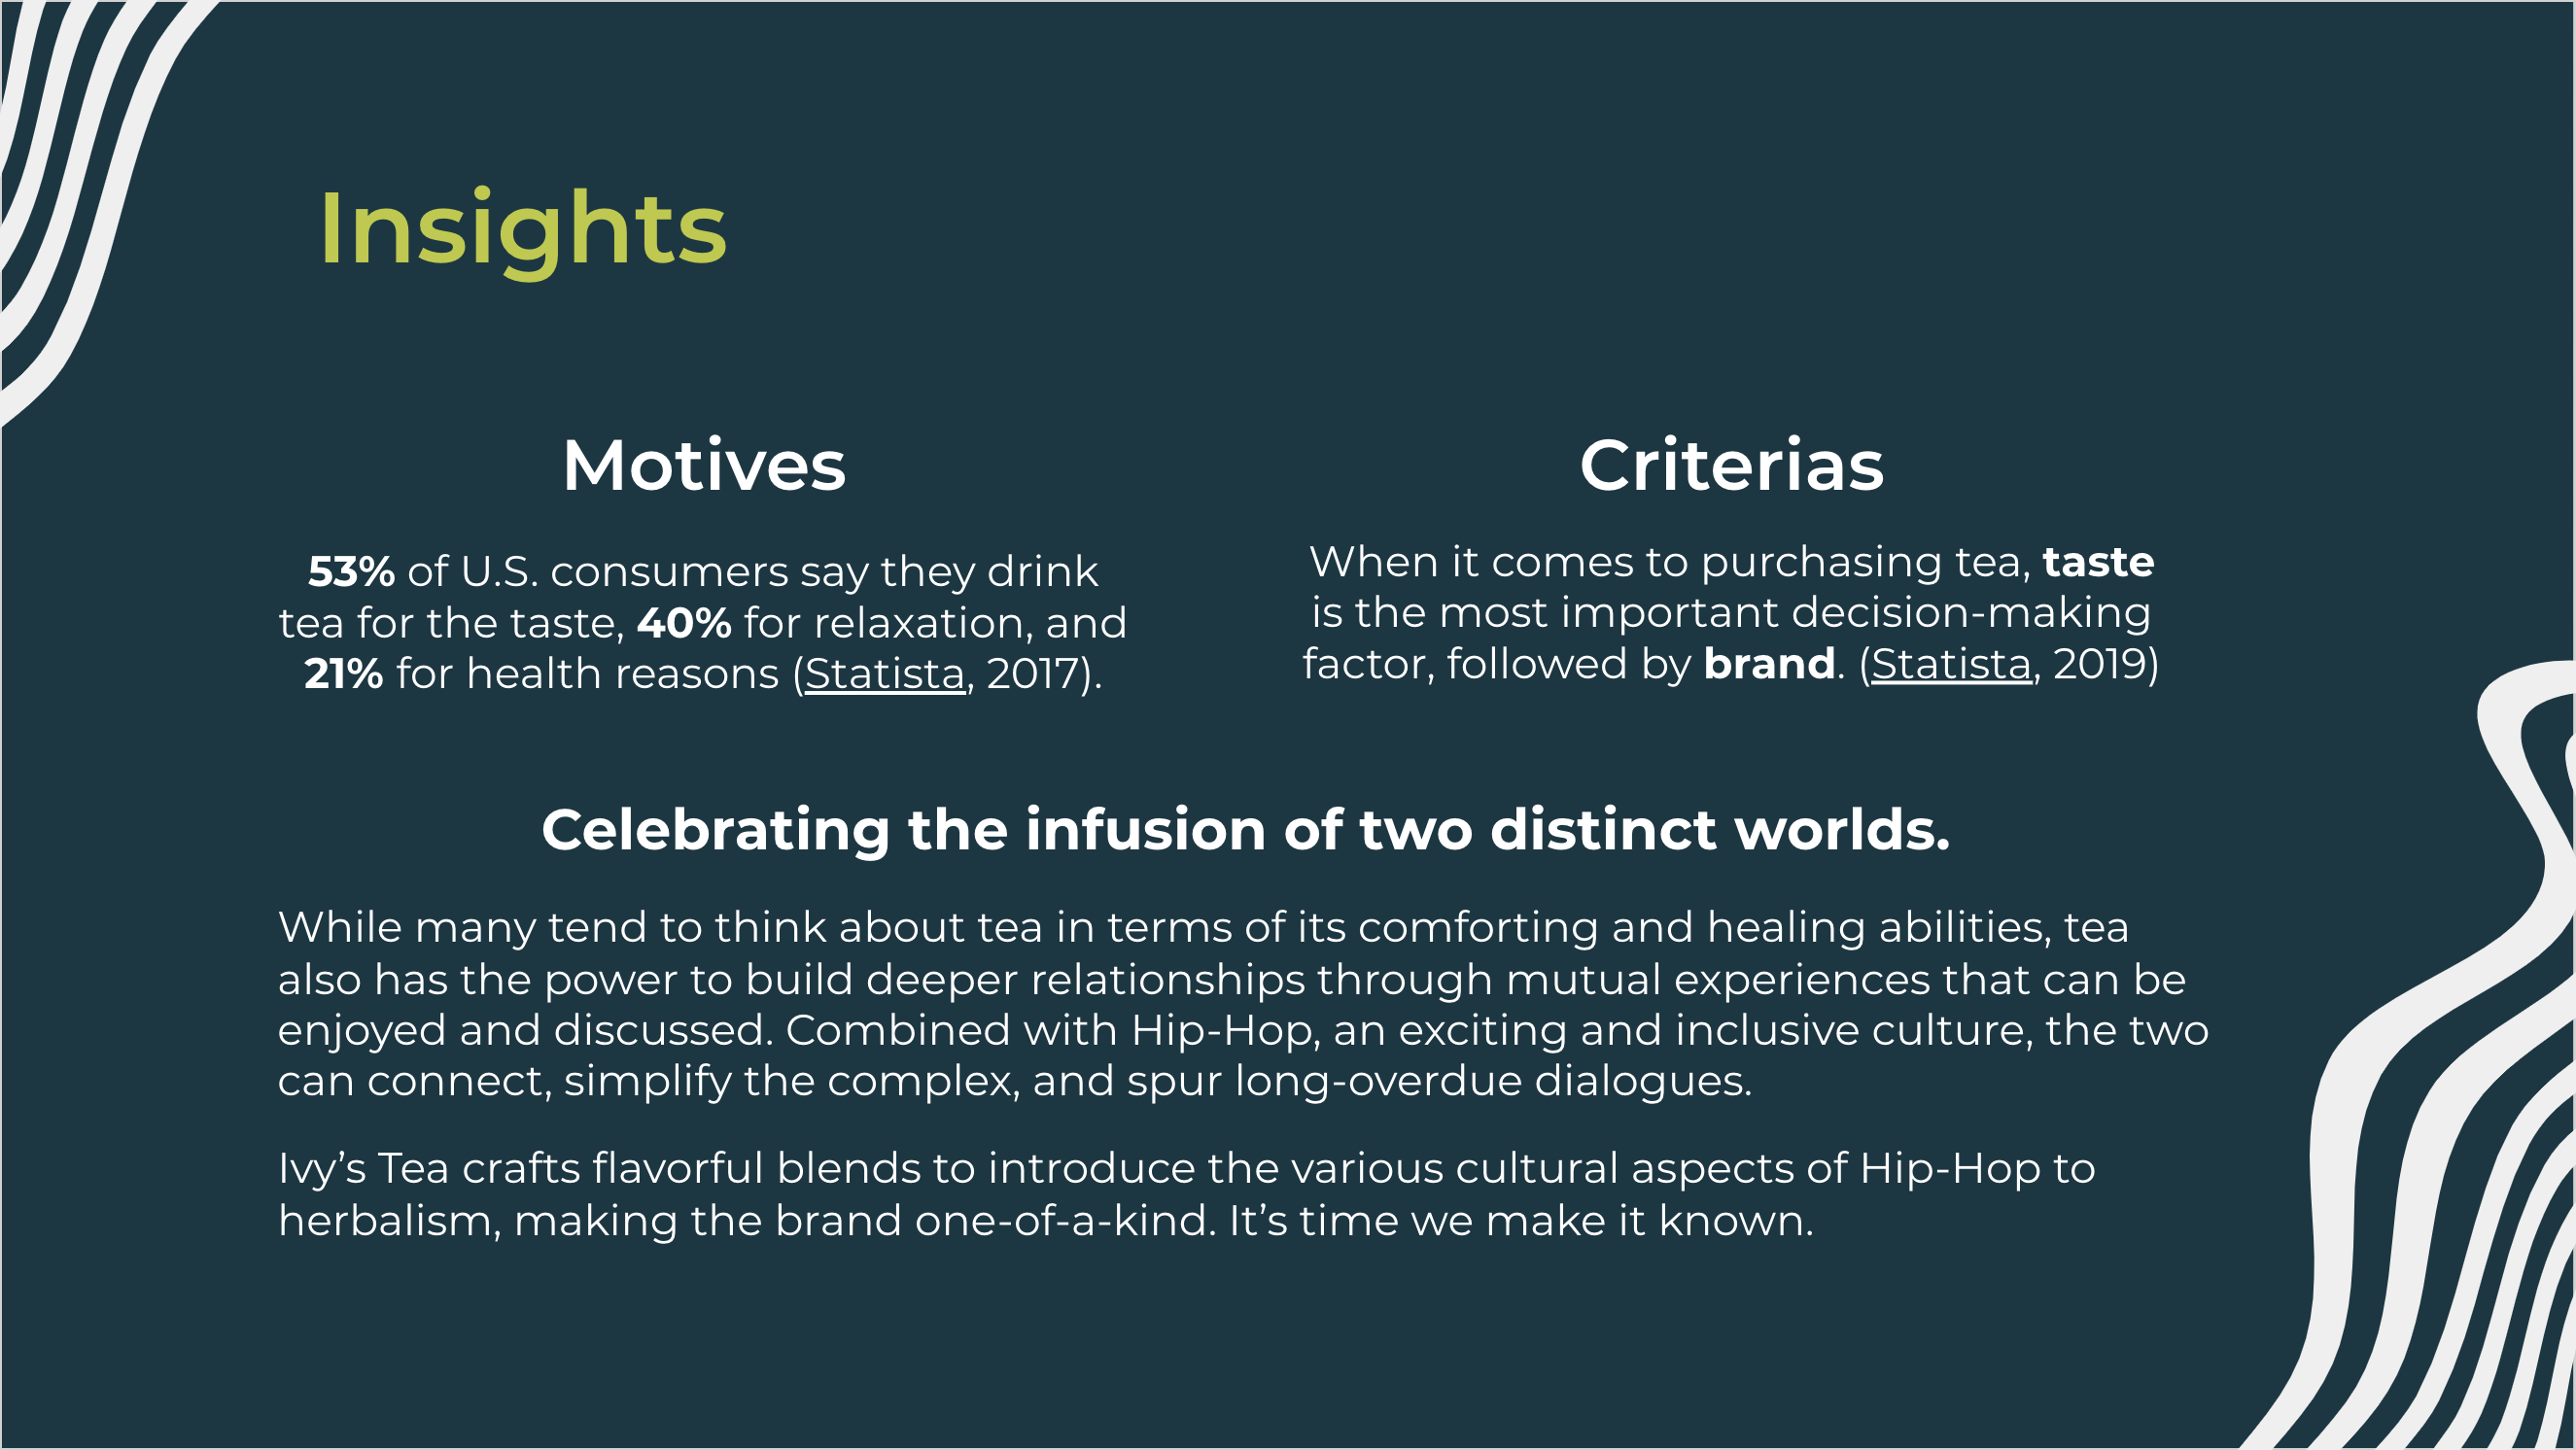 Insights
Motives
53% of U.S. consumers say they drink
tea for the taste, 40% for relaxation, and
21% for health reasons (Statista, 2017).
Criterias
When it comes to purchasing tea, taste
is the most important decision-making
factor, followed by brand. (Statista, 2019)
Celebrating the infusion of two distinct worlds.
While many tend to think about tea in terms of its comforting and healing abilities, tea
also has the power to build deeper relationships through mutual experiences that can be
enjoyed and discussed. Combined with Hip-Hop, an exciting and inclusive culture, the two
can connect, simplify the complex, and spur long-overdue dialogues.
Ivy’s Tea crafts flavorful blends to introduce the various cultural aspects of Hip-Hop to
herbalism, making the brand one-of-a-kind. It’s time we make it known.